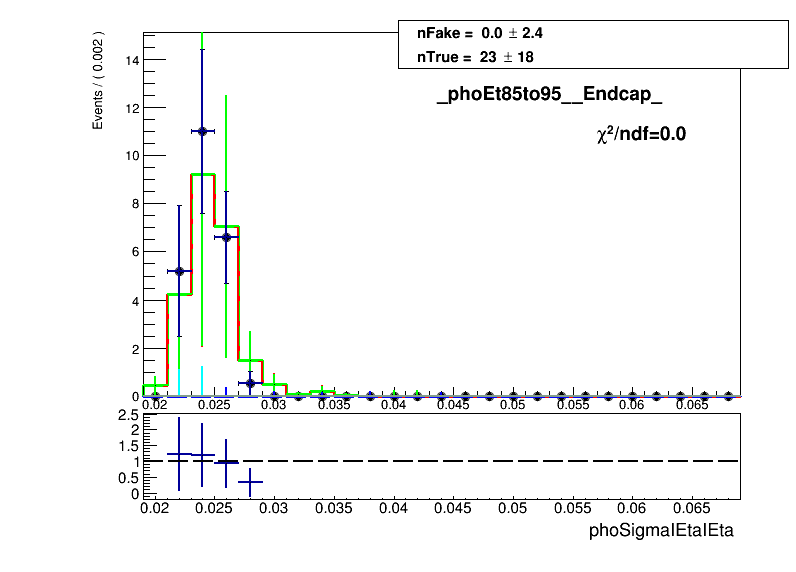 nFake = 0.0 ± 2.4
nTrue = 23 ± 18
_phoEt85to95__Endcap_
χ²/ndf=0.0
Events / ( 0.002 )
14
12
10
8
6
4
2
0
0.02 0.025 0.03 0.035 0.04 0.045 0.05 0.055 0.06 0.065
2.5
2
1.5
1
0.5
0
0.02 0.025 0.03 0.035 0.04 0.045 0.05 0.055 0.06 0.065
phoSigmaIEtaIEta